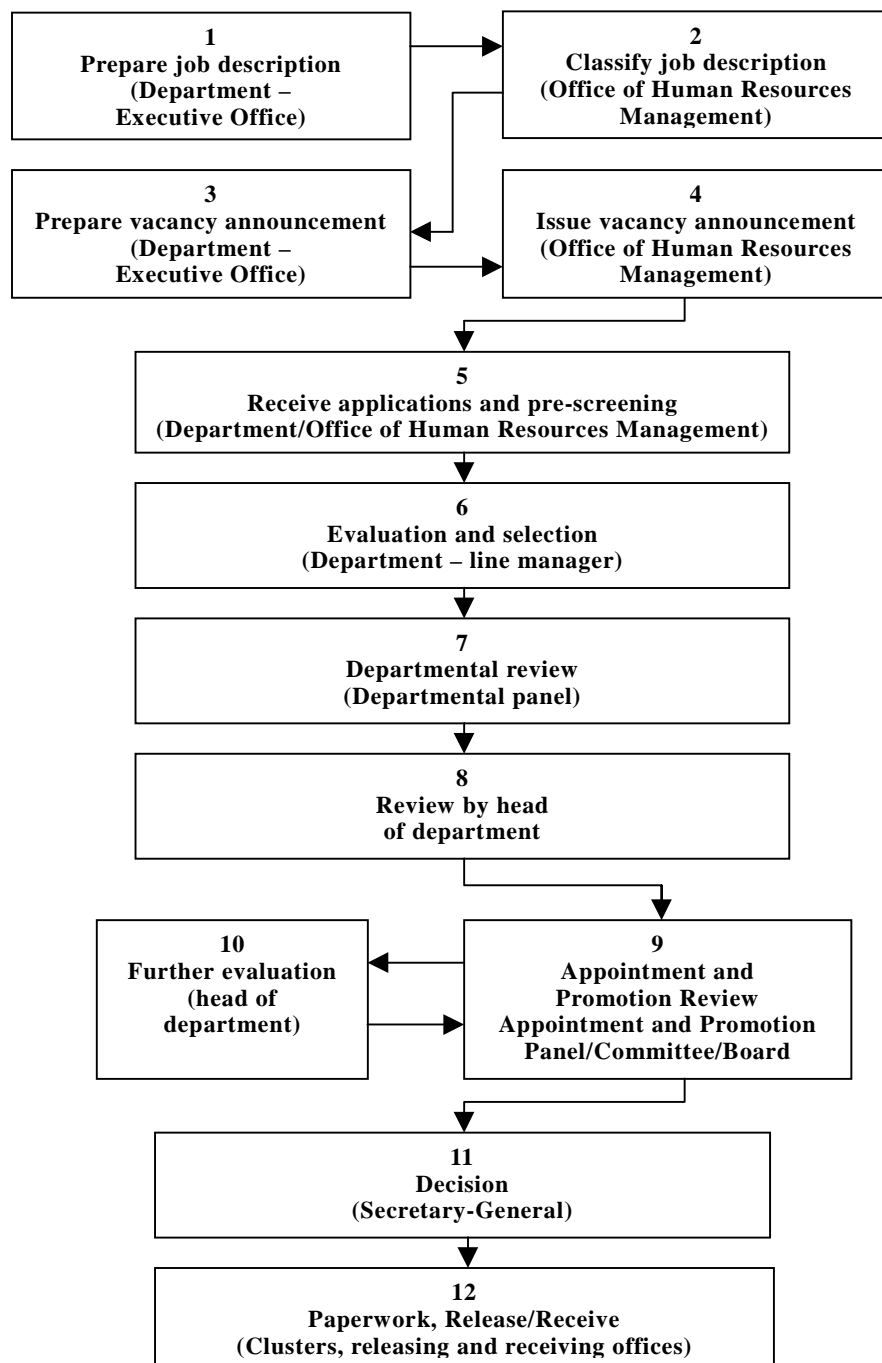 1
Prepare job description
(Department –
Executive Office)
2
Classify job description
(Office of Human Resources
Management)
3
Prepare vacancy announcement
(Department –
Executive Office)
4
Issue vacancy announcement
(Office of Human Resources
Management)
5
Receive applications and pre-screening
(Department/Office of Human Resources Management)
6
Evaluation and selection
(Department – line manager)
7
Departmental review
(Departmental panel)
8
Review by head
of department
10
Further evaluation
(head of
department)
9
Appointment and
Promotion Review
Appointment and Promotion
Panel/Committee/Board
11
Decision
(Secretary-General)
12
Paperwork, Release/Receive
(Clusters, releasing and receiving offices)